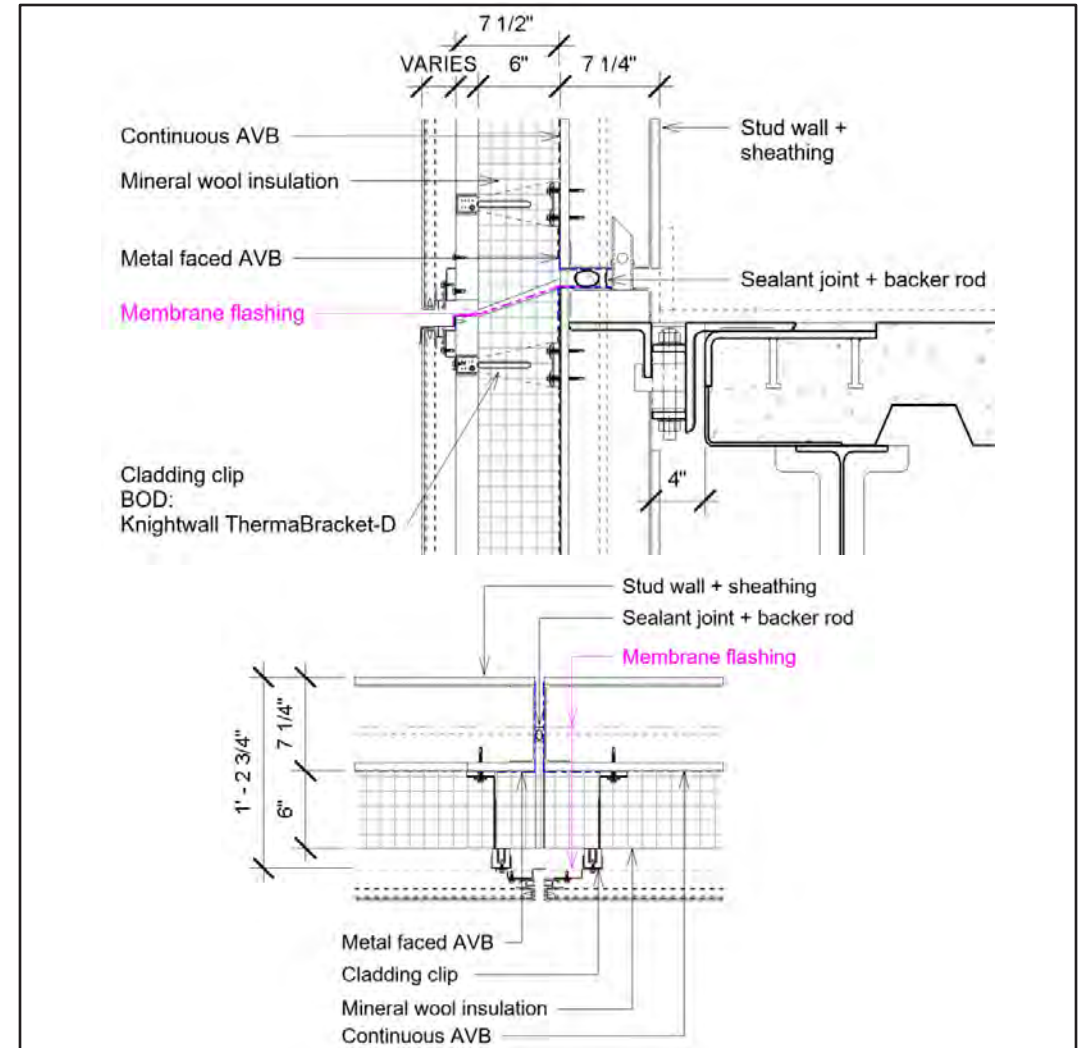 7 1/2"
VARIES 6" 7 1/4"
Continuous AVB
Stud wall +
sheathing
Mineral wool insulation
Metal faced AVB
Sealant joint + backer rod
Membrane flashing
Cladding clip
BOD:
Knightwall ThermaBracket-D
4"
Stud wall + sheathing
Sealant joint + backer rod
Membrane flashing
1' - 2 3/4"
7 1/4"
6"
Metal faced AVB
Cladding clip
Mineral wool insulation
Continuous AVB